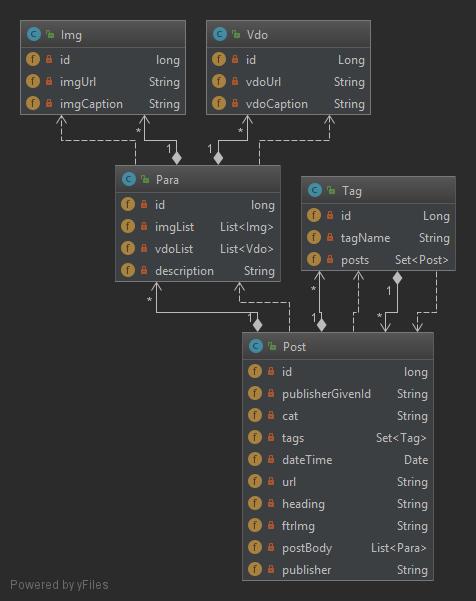 Img
id long
imgUrl String
imgCaption String
Vdo
id Long
vdoUrl String
vdoCaption String
* 1 1 *
Para
id long
imgList List<Img>
vdoList List<Vdo>
description String
Tag
id Long
tagName String
posts Set<Post>
* * 1
1 1 *
Post
id long
publisherGivenId String
cat String
tags Set<Tag>
dateTime Date
url String
heading String
ftrImg String
postBody List<Para>
publisher String
Powered by yFiles